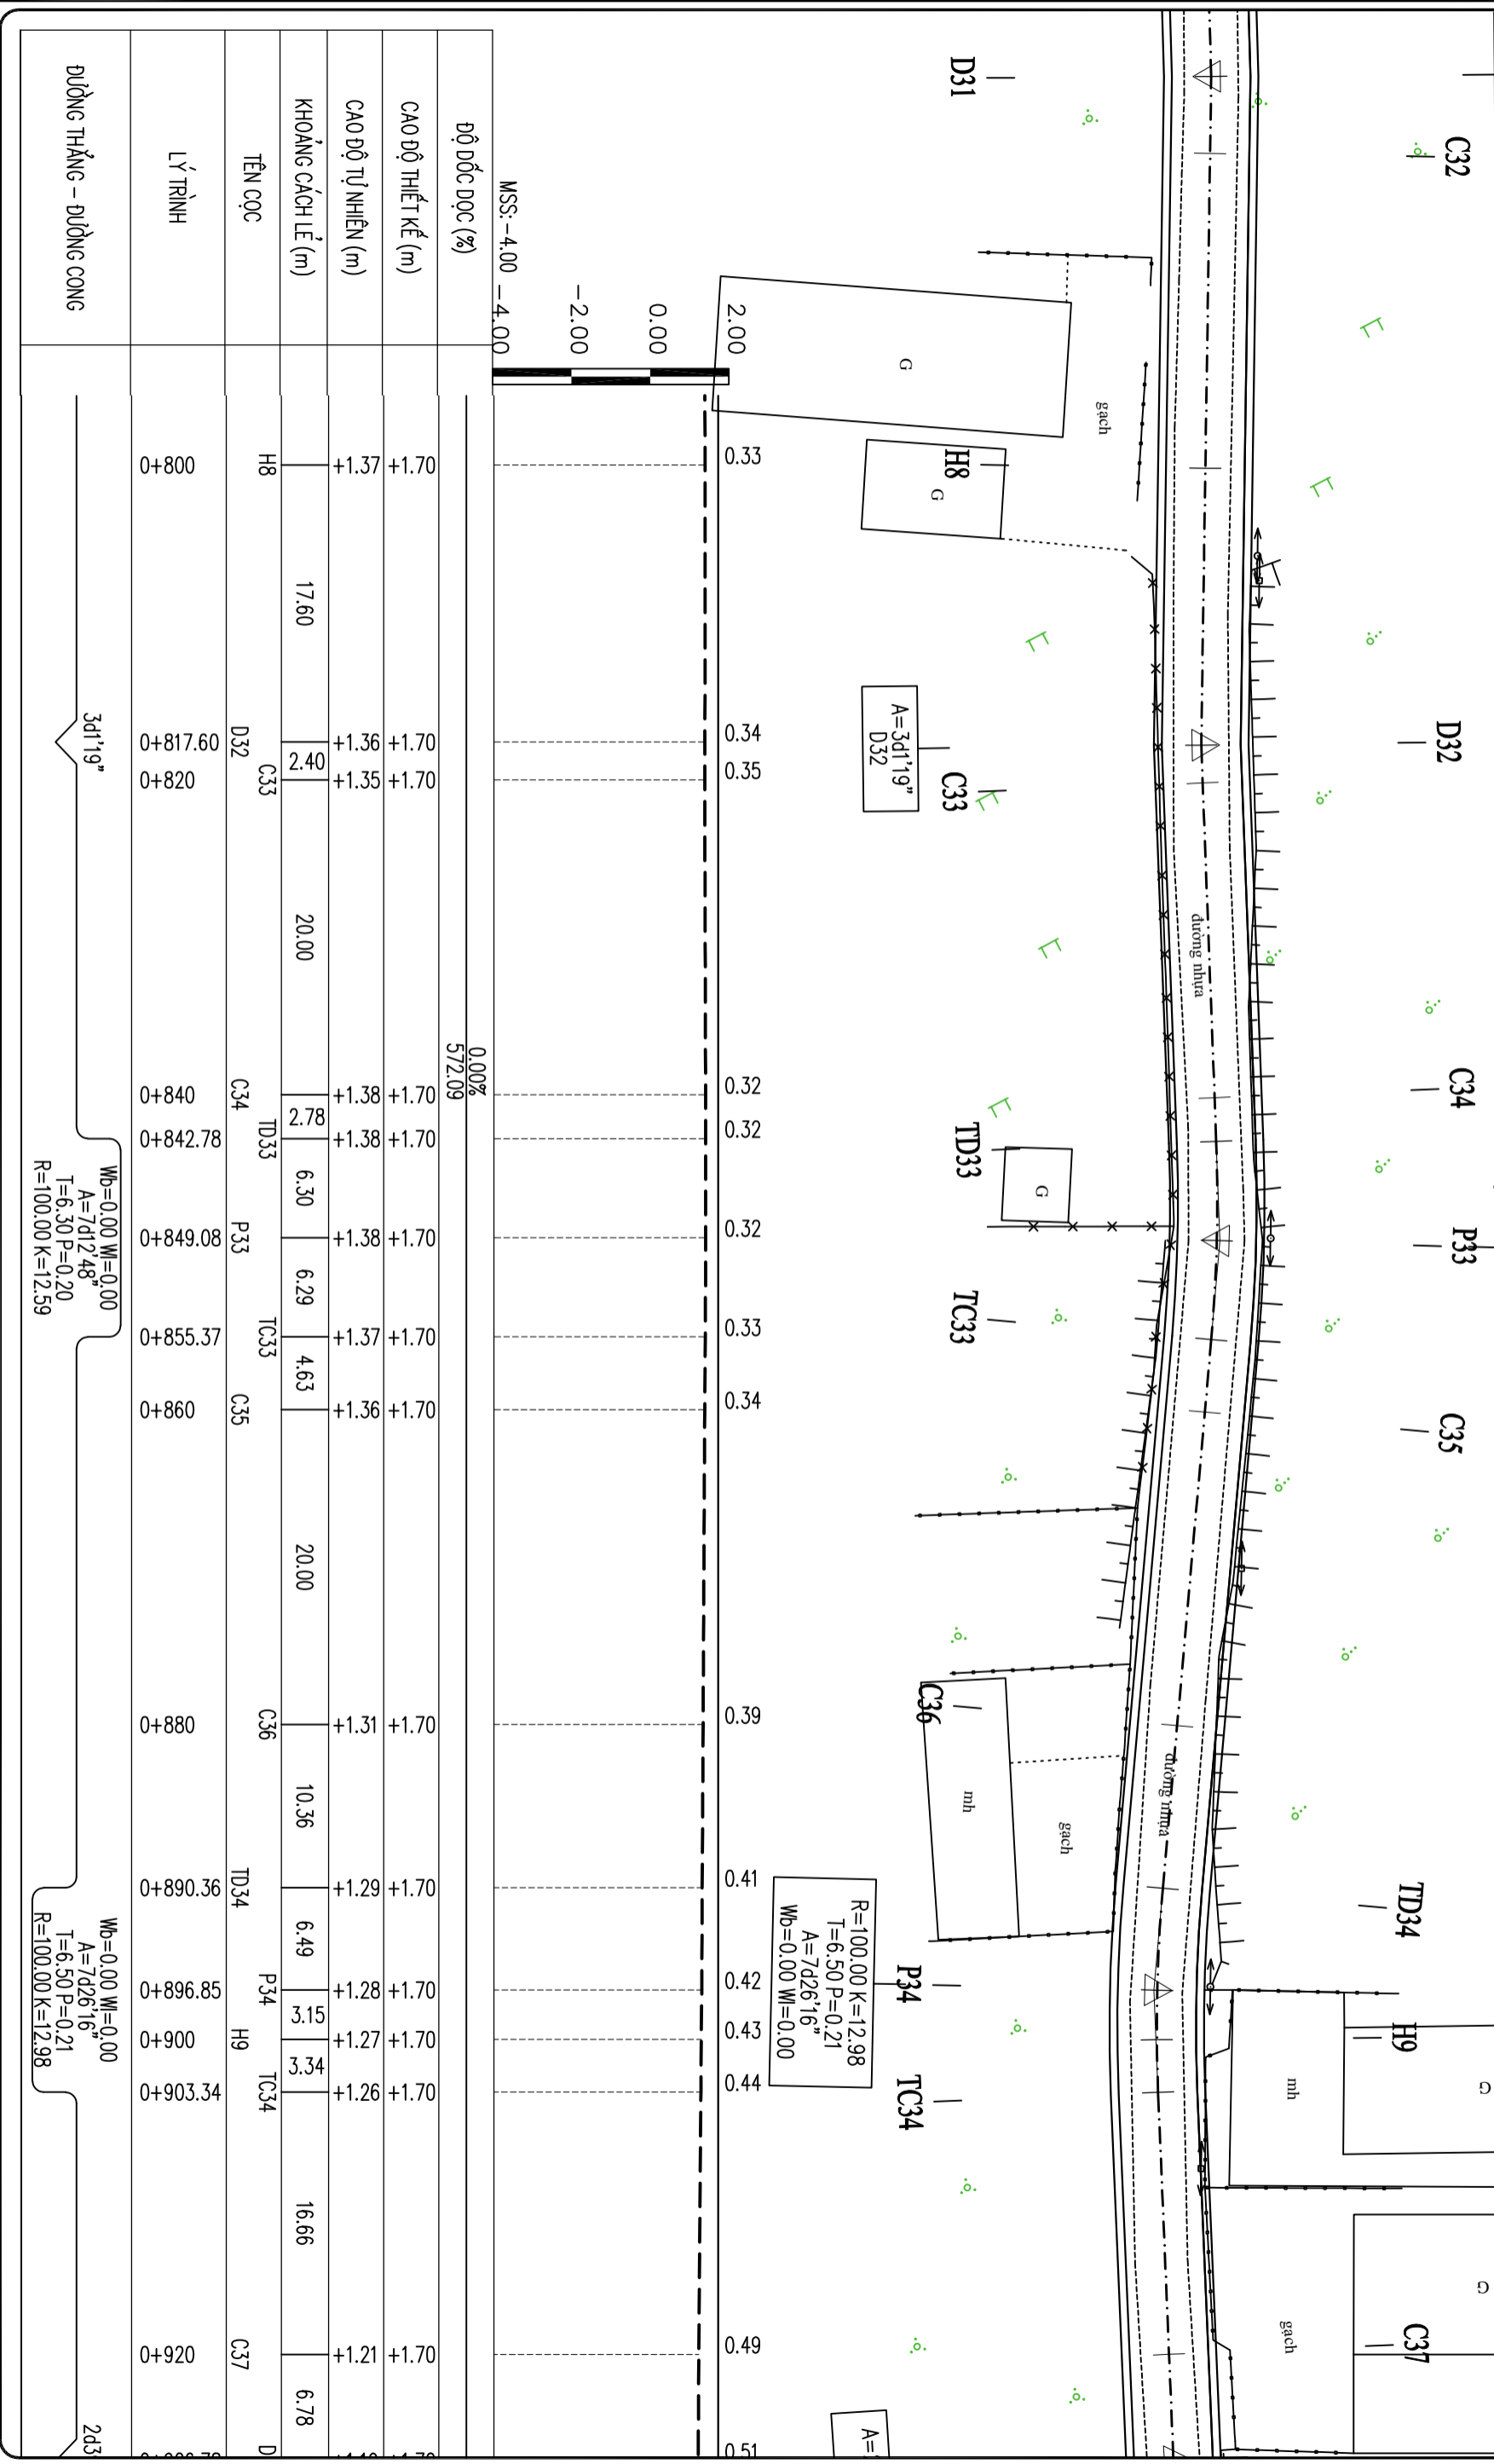 D31
C32
H8
D32
C33
C34
TD33
P33
TC33
C35
C36
TD34
P34
H9
TC34
C37
G
gạch
G
A=3d1'19"
D32
đường nhựa
G
mh
gạch
đường nhựa
R=100.00 K=12.98
T=6.50 P=0.21
A=7d26'16"
Wb=0.00 Wl=0.00
mh
G
G
gạch
A=
2.00
0.00
-2.00
-4.00
MSS: -4.00
0.33 0.34 0.35 0.32 0.32 0.32 0.33 0.34 0.39 0.41 0.42 0.43 0.44 0.49 0.51
ĐỘ DỐC DỌC (%)
0.00%
572.09
CAO ĐỘ THIẾT KẾ (m)
+1.70 +1.70 +1.70 +1.70 +1.70 +1.70 +1.70 +1.70 +1.70 +1.70 +1.70 +1.70 +1.70 +1.70
CAO ĐỘ TỰ NHIÊN (m)
+1.37 +1.36 +1.35 +1.38 +1.38 +1.38 +1.37 +1.36 +1.31 +1.29 +1.28 +1.27 +1.26 +1.21
KHOẢNG CÁCH LẺ (m)
17.60 2.40 20.00 2.78 6.30 6.29 4.63 20.00 10.36 6.49 3.15 3.34 16.66 6.78
TÊN CỌC
H8 D32 C33 C34 TD33 P33 TC33 C35 C36 TD34 P34 H9 TC34 C37 D
LÝ TRÌNH
0+800 0+817.60 0+820 0+840 0+842.78 0+849.08 0+855.37 0+860 0+880 0+890.36 0+896.85 0+900 0+903.34 0+920
ĐƯỜNG THẲNG - ĐƯỜNG CONG
3d1'19"
Wb=0.00 Wl=0.00
A=7d12'48"
T=6.30 P=0.20
R=100.00 K=12.59
Wb=0.00 Wl=0.00
A=7d26'16"
T=6.50 P=0.21
R=100.00 K=12.98
2d3